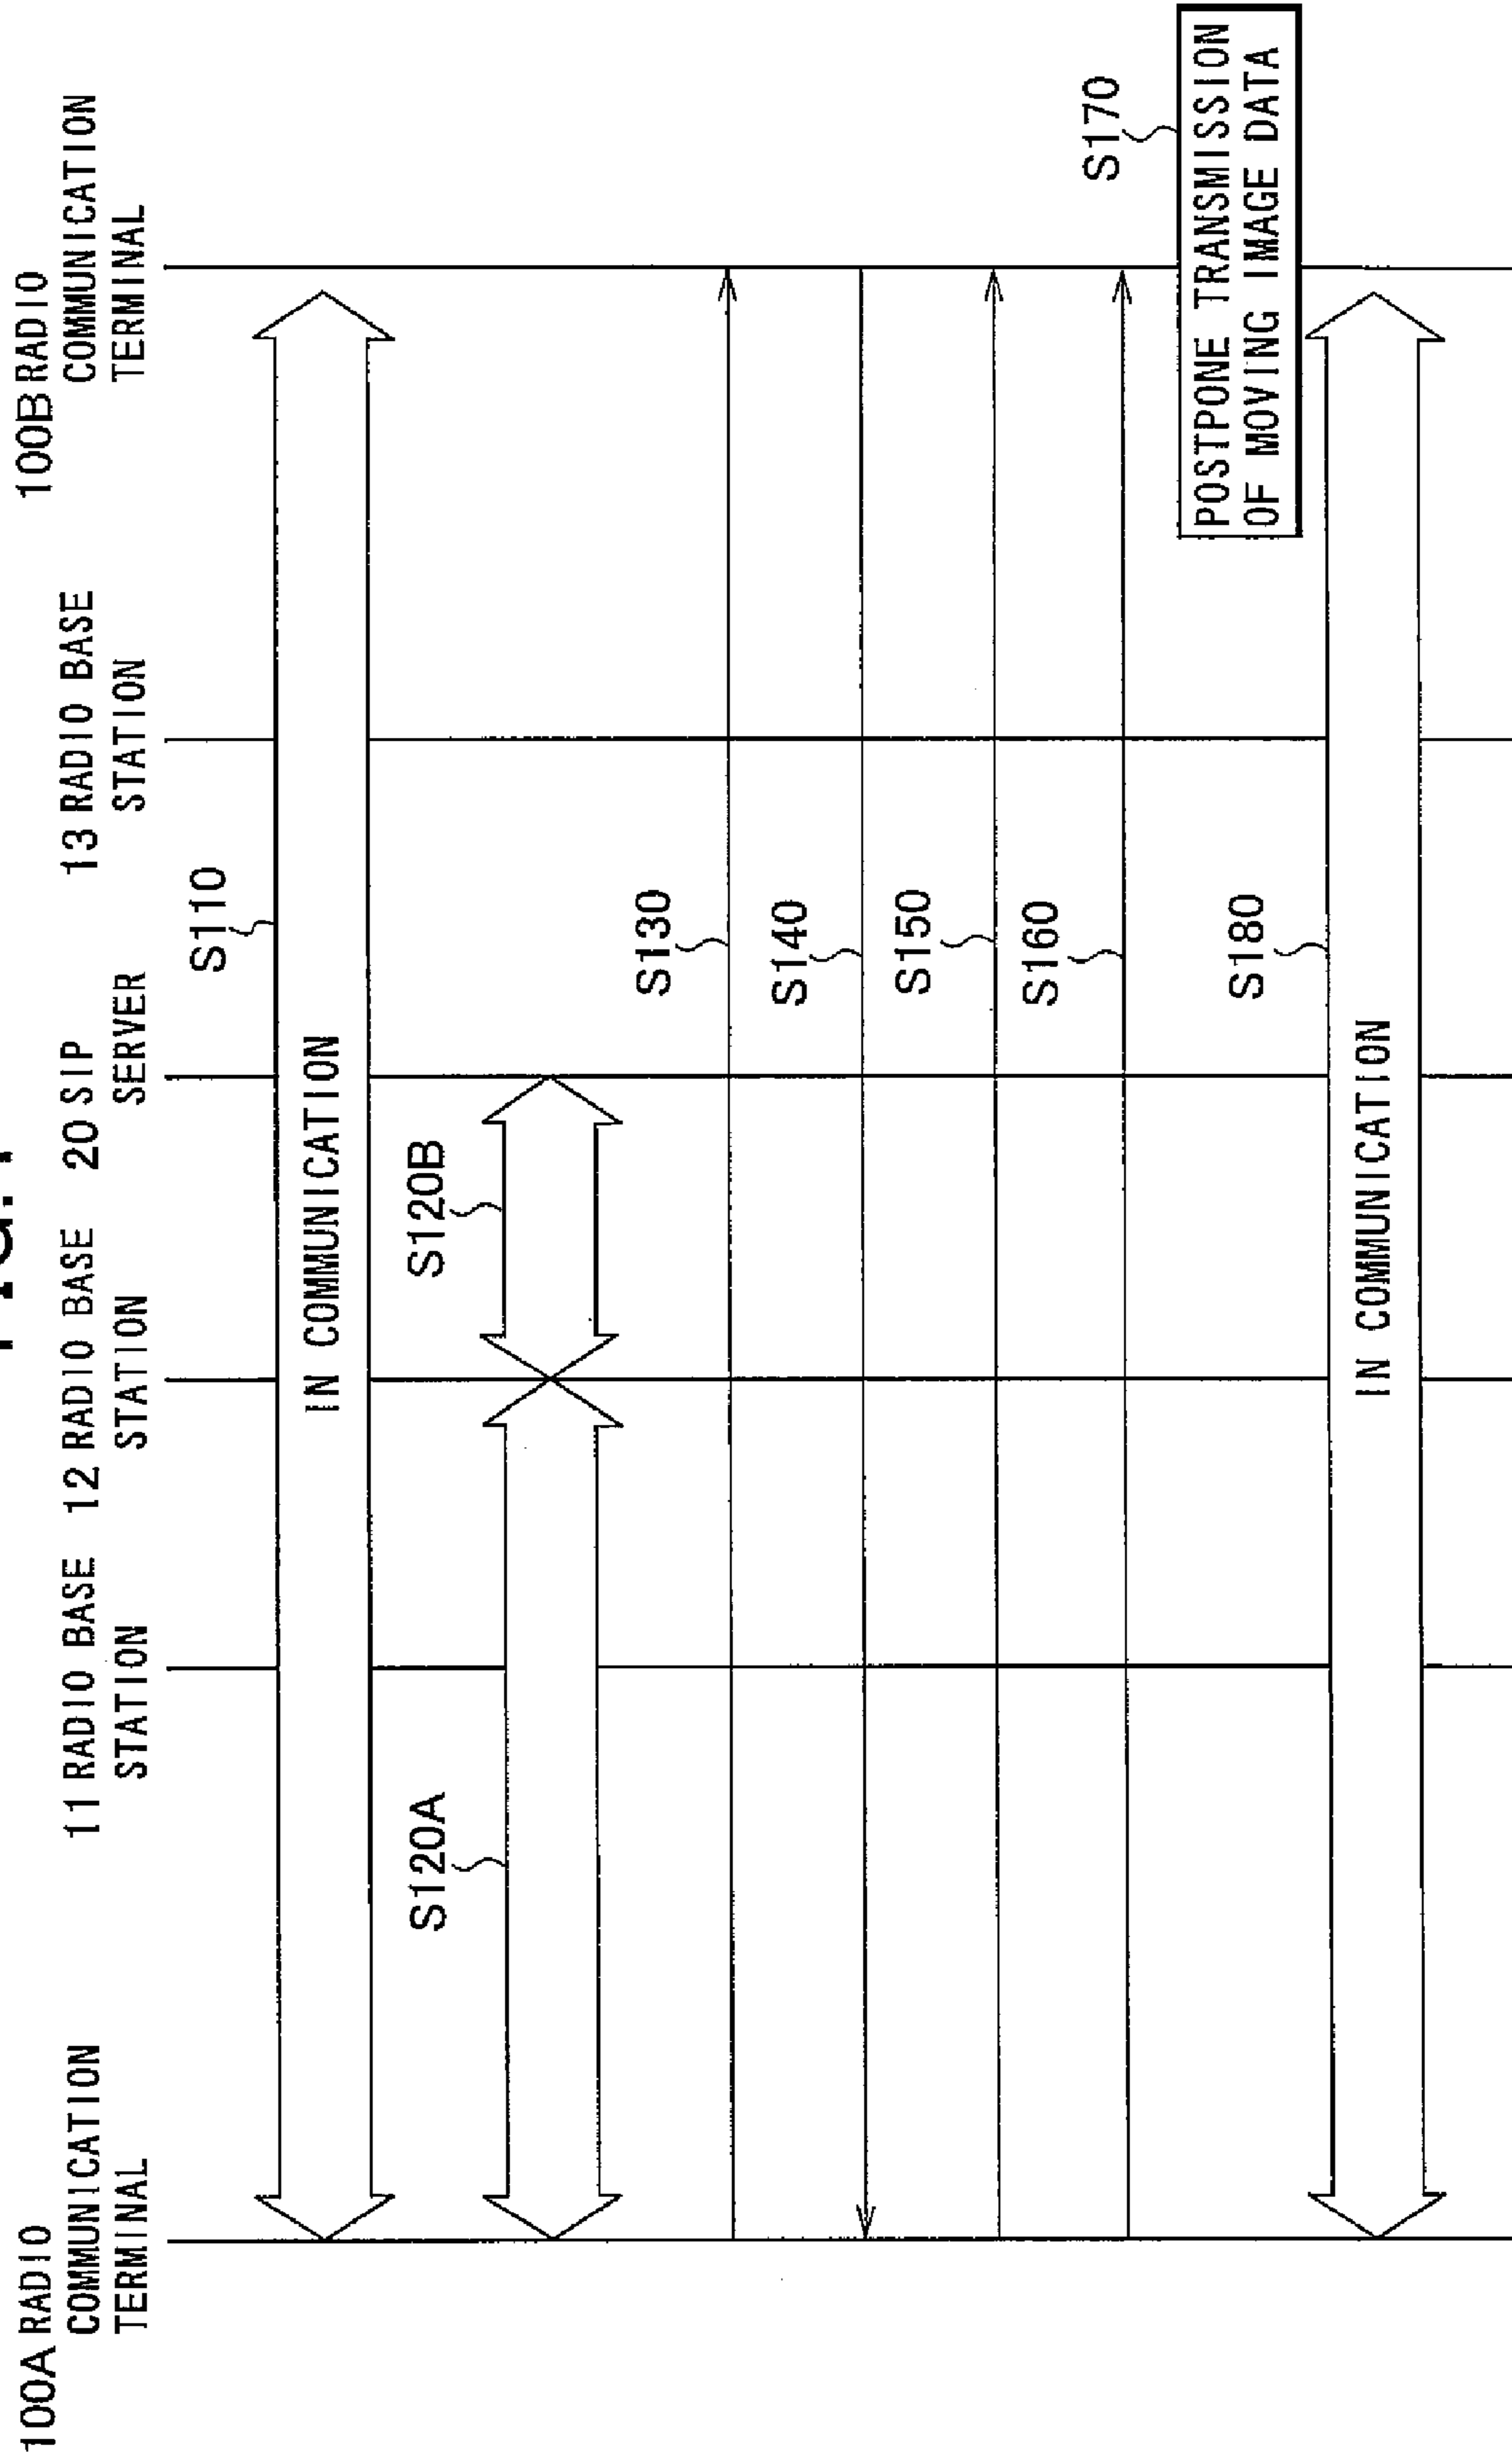 FIG.
100A RADIO
COMMUNICATION
TERMINAL
11 RADIO BASE
STATION
12 RADIO BASE
STATION
20 SIP
SERVER
13 RADIO BASE
STATION
100B RADIO
COMMUNICATION
TERMINAL
S110
IN COMMUNICATION
S120A
S120B
S130
S140
S150
S160
S170
POSTPONE TRANSMISSION
OF MOVING IMAGE DATA
S180
IN COMMUNICATION